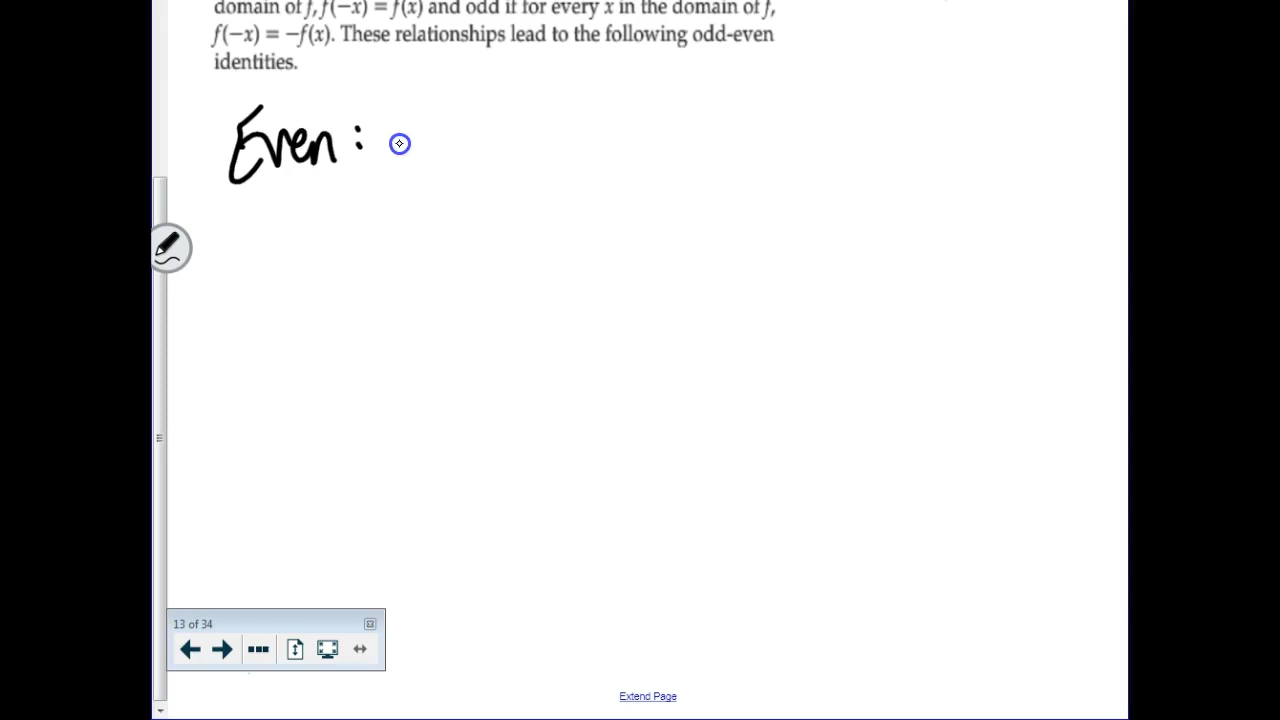 domain of f, f(−x) = f(x) and odd if for every x in the domain of f,
f(−x) = −f(x). These relationships lead to the following odd-even
identities.
Even :
13 of 34
Extend Page